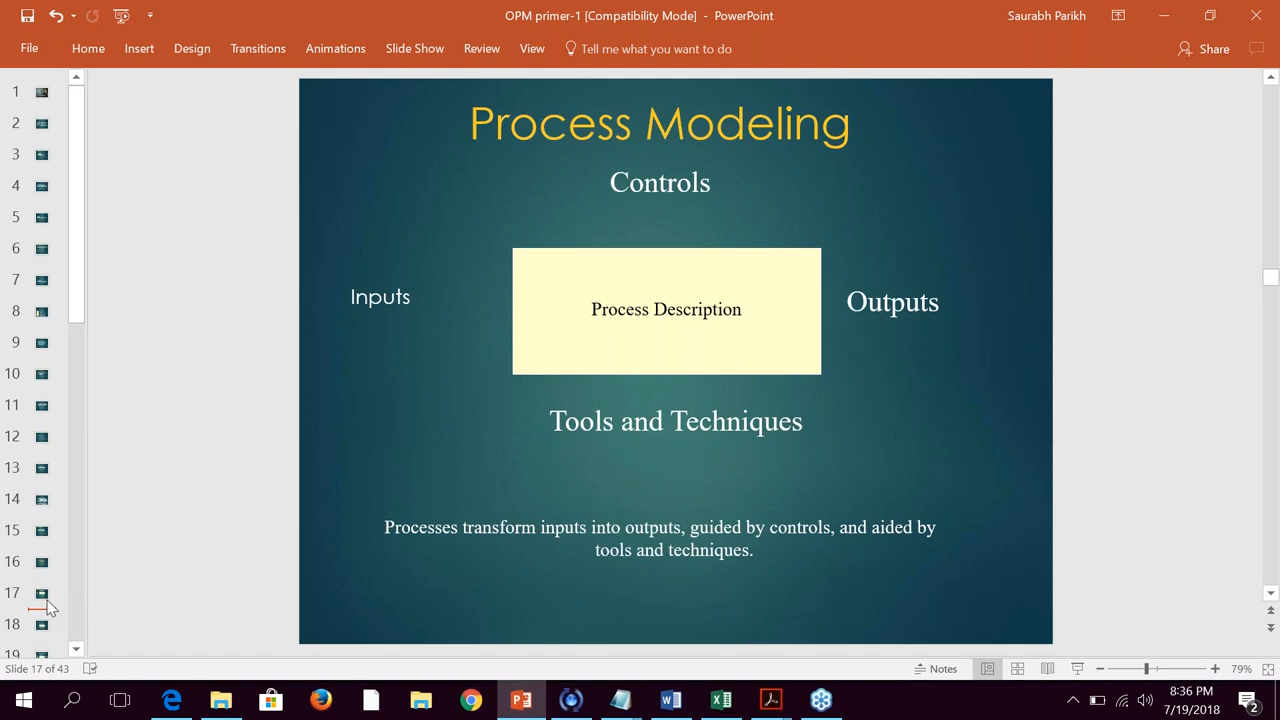 OPM primer-1 [Compatibility Mode] - PowerPoint
Saurabh Parikh
File
Home
Insert
Design
Transitions
Animations
Slide Show
Review
View
Tell me what you want to do
Share
1
2
3
4
5
6
7
8
9
10
11
12
13
14
15
16
17
18
19
Process Modeling
Controls
Inputs
Process Description
Outputs
Tools and Techniques
Processes transform inputs into outputs, guided by controls, and aided by
tools and techniques.
Slide 17 of 43
Notes
79%
8:36 PM
7/19/2018
2